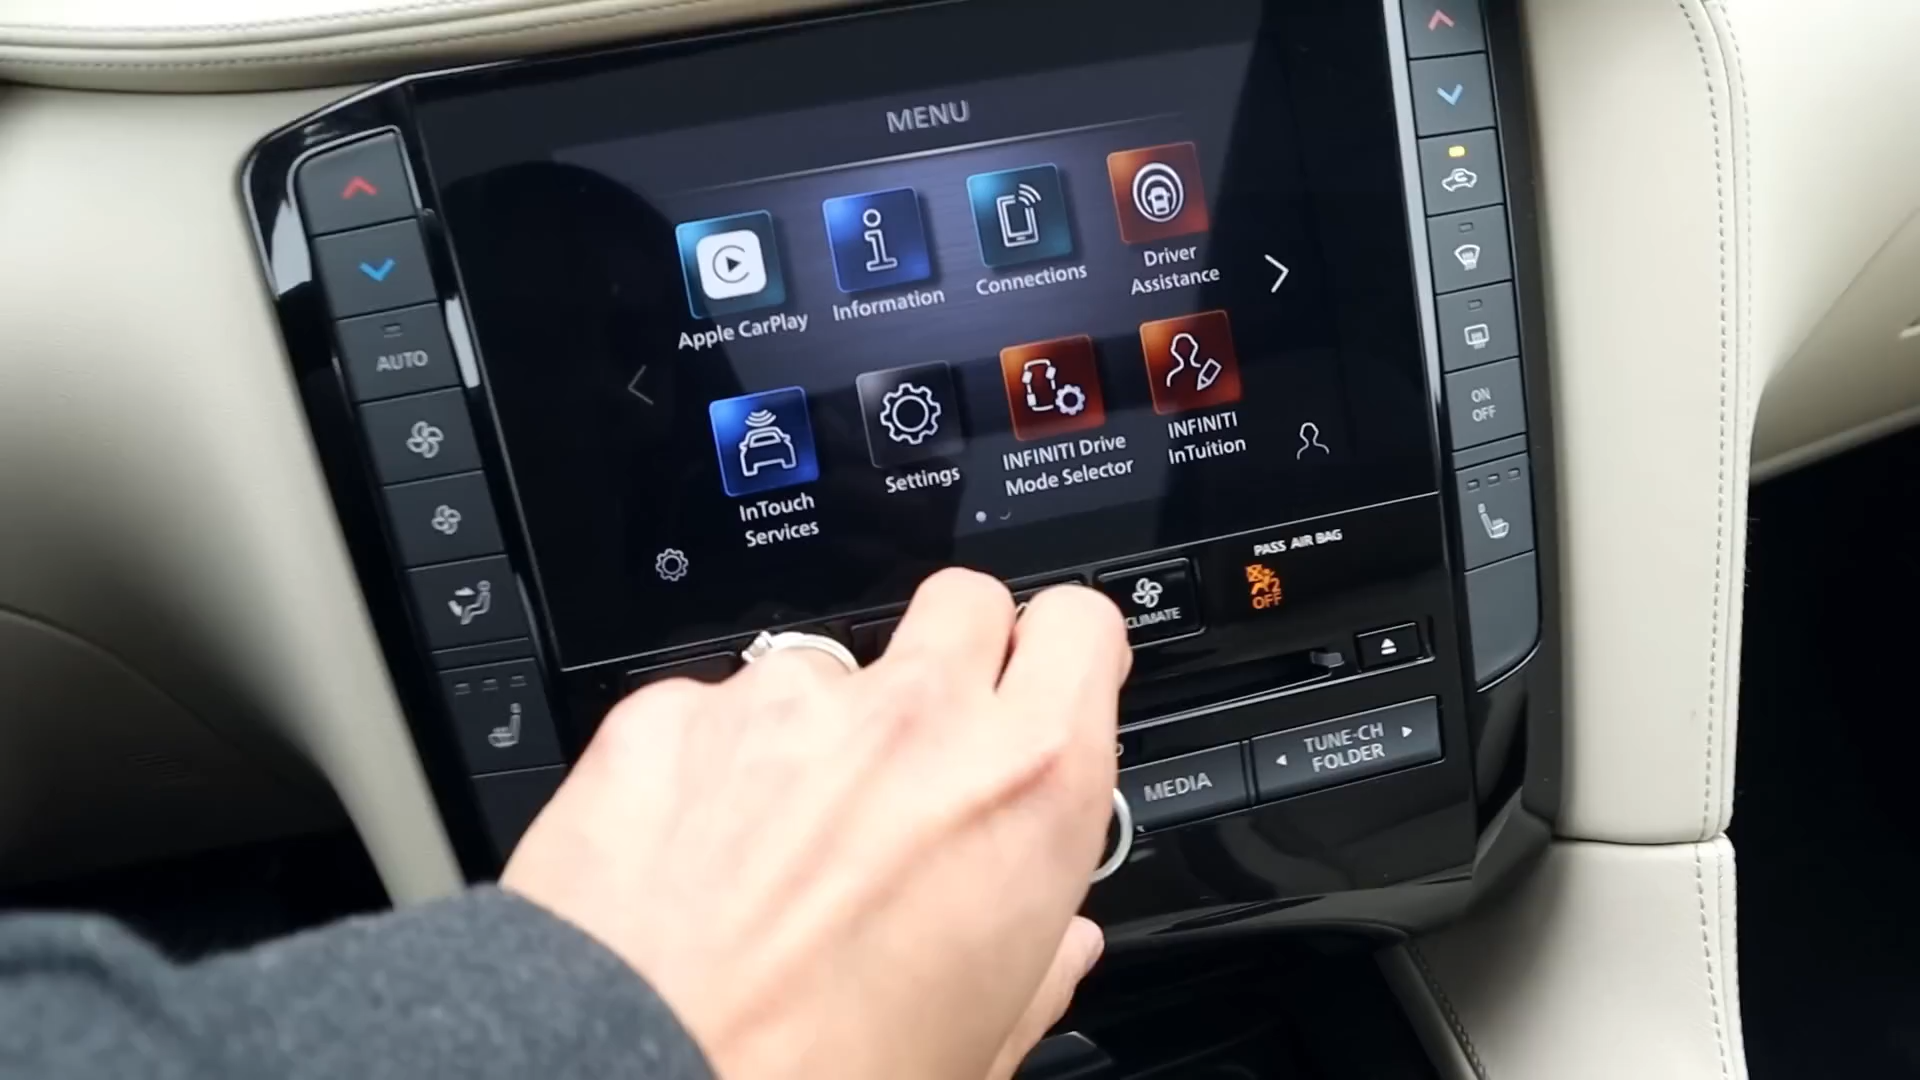 MENU
Apple CarPlay
Information
Connections
Driver
Assistance
InTouch
Services
Settings
INFINITI Drive
Mode Selector
INFINITI
InTuition
AUTO
ON
OFF
PASS AIR BAG
OFF
CLIMATE
MEDIA
TUNE-CH
FOLDER